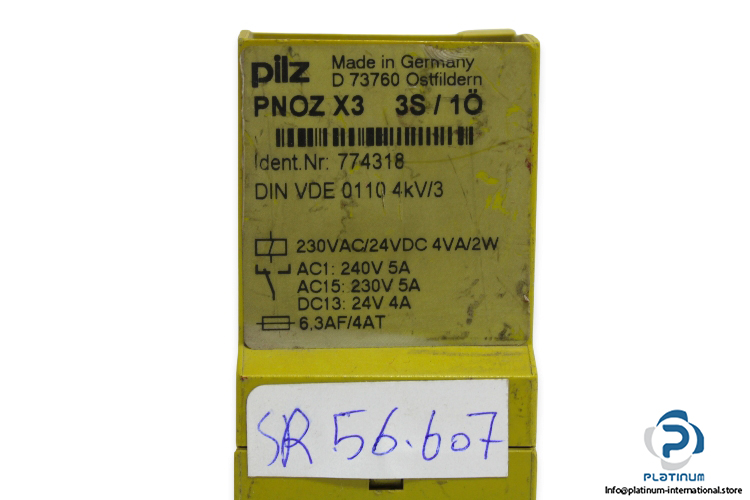 pilz
Made in Germany
D 73760 Ostfildern
PNOZ X3 3S / 1Ö
Ident.Nr: 774318
DIN VDE 0110 4kV/3
230VAC/24VDC 4VA/2W
AC1: 240V 5A
AC15: 230V 5A
DC13: 24V 4A
6,3AF/4AT
SR 56.607
PLATINUM
Info@platinum-international.store